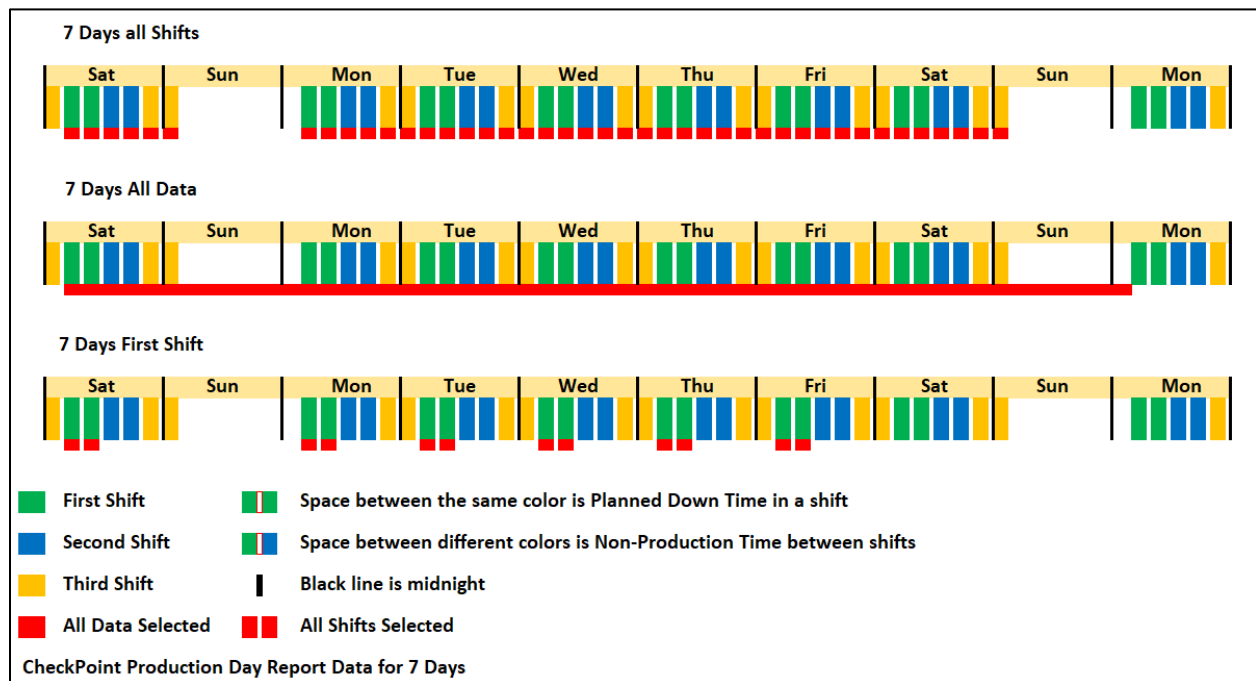 7 Days all Shifts
Sat Sun Mon Tue Wed Thu Fri Sat Sun Mon
7 Days All Data
Sat Sun Mon Tue Wed Thu Fri Sat Sun Mon
7 Days First Shift
Sat Sun Mon Tue Wed Thu Fri Sat Sun Mon
First Shift Space between the same color is Planned Down Time in a shift
Second Shift Space between different colors is Non-Production Time between shifts
Third Shift Black line is midnight
All Data Selected All Shifts Selected
CheckPoint Production Day Report Data for 7 Days